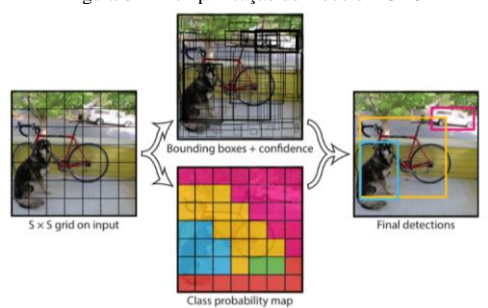 Bounding boxes + confidence
S × S grid on input
Final detections
Class probability map